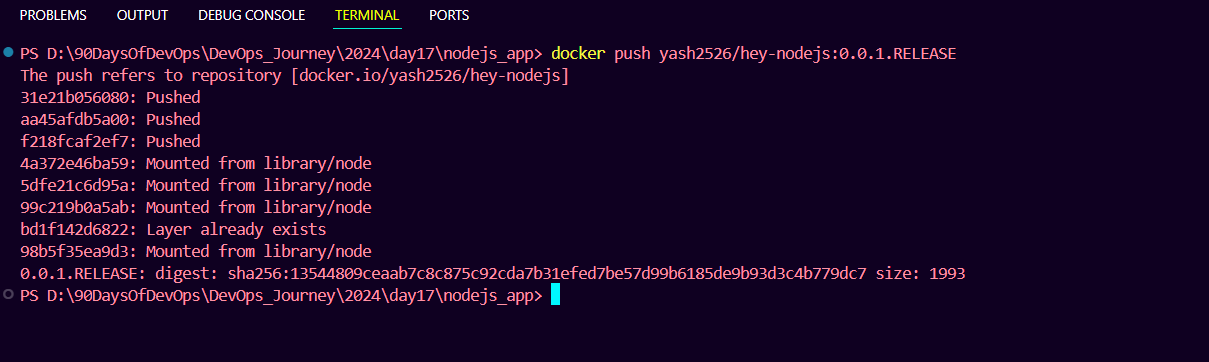 PROBLEMS OUTPUT DEBUG CONSOLE TERMINAL PORTS
PS D:\90DaysOfDevOps\DevOps_Journey\2024\day17\nodejs_app> docker push yash2526/hey-nodejs:0.0.1.RELEASE
The push refers to repository [docker.io/yash2526/hey-nodejs]
31e21b056080: Pushed
aa45afdb5a00: Pushed
f218fcaf2ef7: Pushed
4a372e46ba59: Mounted from library/node
5dfe21c6d95a: Mounted from library/node
99c219b0a5ab: Mounted from library/node
bd1f142d6822: Layer already exists
98b5f35ea9d3: Mounted from library/node
0.0.1.RELEASE: digest: sha256:13544809ceaab7c8c875c92cda7b31efed7be57d99b6185de9b93d3c4b779dc7 size: 1993
PS D:\90DaysOfDevOps\DevOps_Journey\2024\day17\nodejs_app>